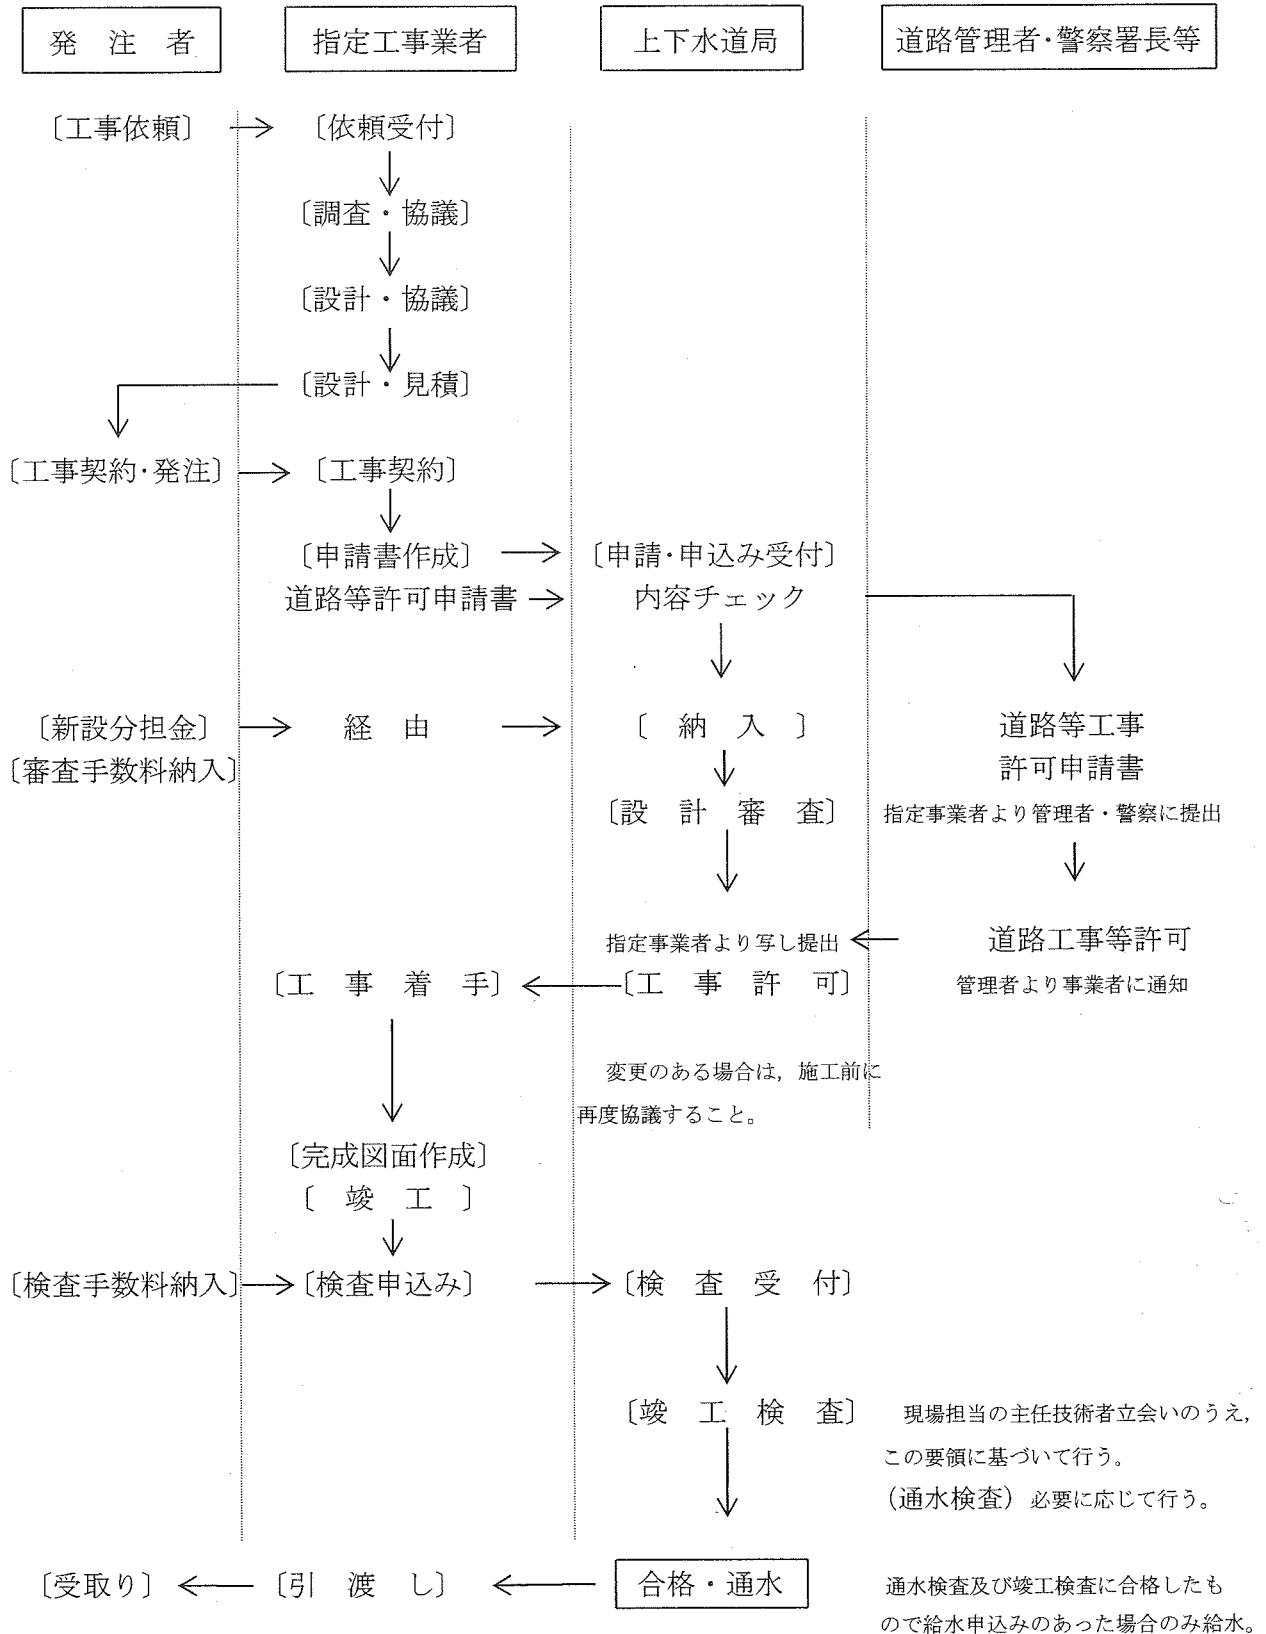 発　注　者
指定工事業者
上下水道局
道路管理者・警察署長等
〔工事依頼〕
〔依頼受付〕
〔調査・協議〕
〔設計・協議〕
〔設計・見積〕
〔工事契約・発注〕
〔工事契約〕
〔申請書作成〕
〔申請・申込み受付〕
道路等許可申請書
内容チェック
〔新設分担金〕
経　由
〔　納　入　〕
道路等工事
〔審査手数料納入〕
許可申請書
〔設　計　審　査〕
指定事業者より管理者・警察に提出
指定事業者より写し提出
道路工事等許可
〔工　事　着　手〕
〔工　事　許　可〕
管理者より事業者に通知
変更のある場合は，施工前に
再度協議すること。
〔完成図面作成〕
〔　竣　工　〕
〔検査手数料納入〕
〔検査申込み〕
〔検　査　受　付〕
〔竣　工　検　査〕
現場担当の主任技術者立会いのうえ，
この要領に基づいて行う。
（通水検査）必要に応じて行う。
〔受取り〕
〔引　渡　し〕
合格・通水
通水検査及び竣工検査に合格したも
ので給水申込みのあった場合のみ給水。